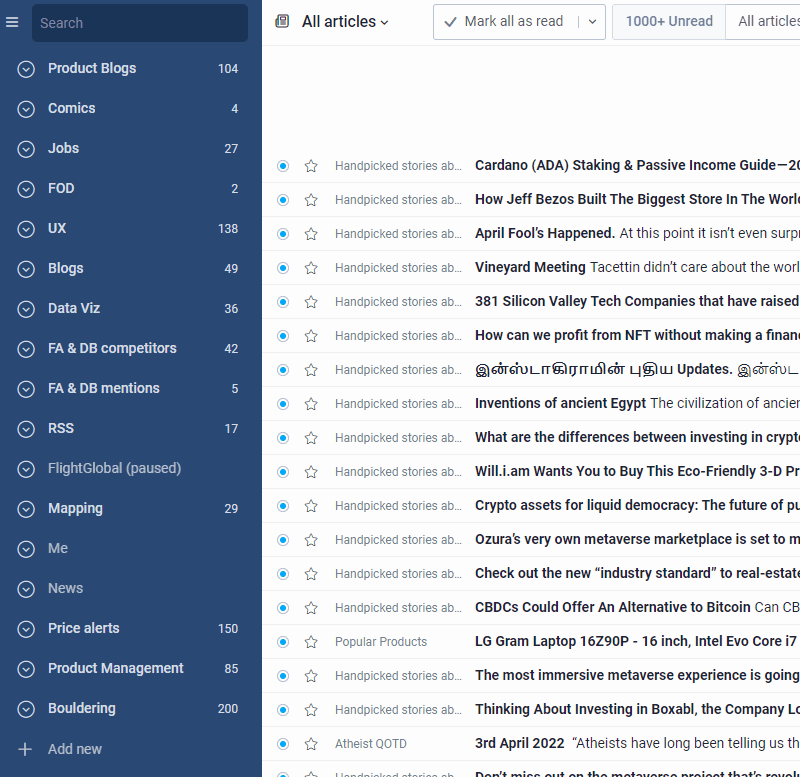 Search
Product Blogs 104
Comics 4
Jobs 27
FOD 2
UX 138
Blogs 49
Data Viz 36
FA & DB competitors 42
FA & DB mentions 5
RSS 17
FlightGlobal (paused)
Mapping 29
Me
News
Price alerts 150
Product Management 85
Bouldering 200
Add new
All articles Mark all as read 1000+ Unread All articles
Handpicked stories ab... Cardano (ADA) Staking & Passive Income Guide—20
Handpicked stories ab... How Jeff Bezos Built The Biggest Store In The World
Handpicked stories ab... April Fool’s Happened. At this point it isn’t even surpr
Handpicked stories ab... Vineyard Meeting Tacettin didn’t care about the worl
Handpicked stories ab... 381 Silicon Valley Tech Companies that have raised
Handpicked stories ab... How can we profit from NFT without making a financ
Handpicked stories ab... இன்ஸ்டாகிராமின் புதிய Updates. இன்ஸ்ட
Handpicked stories ab... Inventions of ancient Egypt The civilization of ancien
Handpicked stories ab... What are the differences between investing in crypto
Handpicked stories ab... Will.i.am Wants You to Buy This Eco-Friendly 3-D Pr
Handpicked stories ab... Crypto assets for liquid democracy: The future of pu
Handpicked stories ab... Ozura’s very own metaverse marketplace is set to m
Handpicked stories ab... Check out the new “industry standard” to real-estate
Handpicked stories ab... CBDCs Could Offer An Alternative to Bitcoin Can CB
Popular Products LG Gram Laptop 16Z90P - 16 inch, Intel Evo Core i7
Handpicked stories ab... The most immersive metaverse experience is going
Handpicked stories ab... Thinking About Investing in Boxabl, the Company Lo
Atheist QOTD 3rd April 2022 “Atheists have long been telling us th
Handpicked stories ab... Don’t miss out on the metaverse project that’s revolu